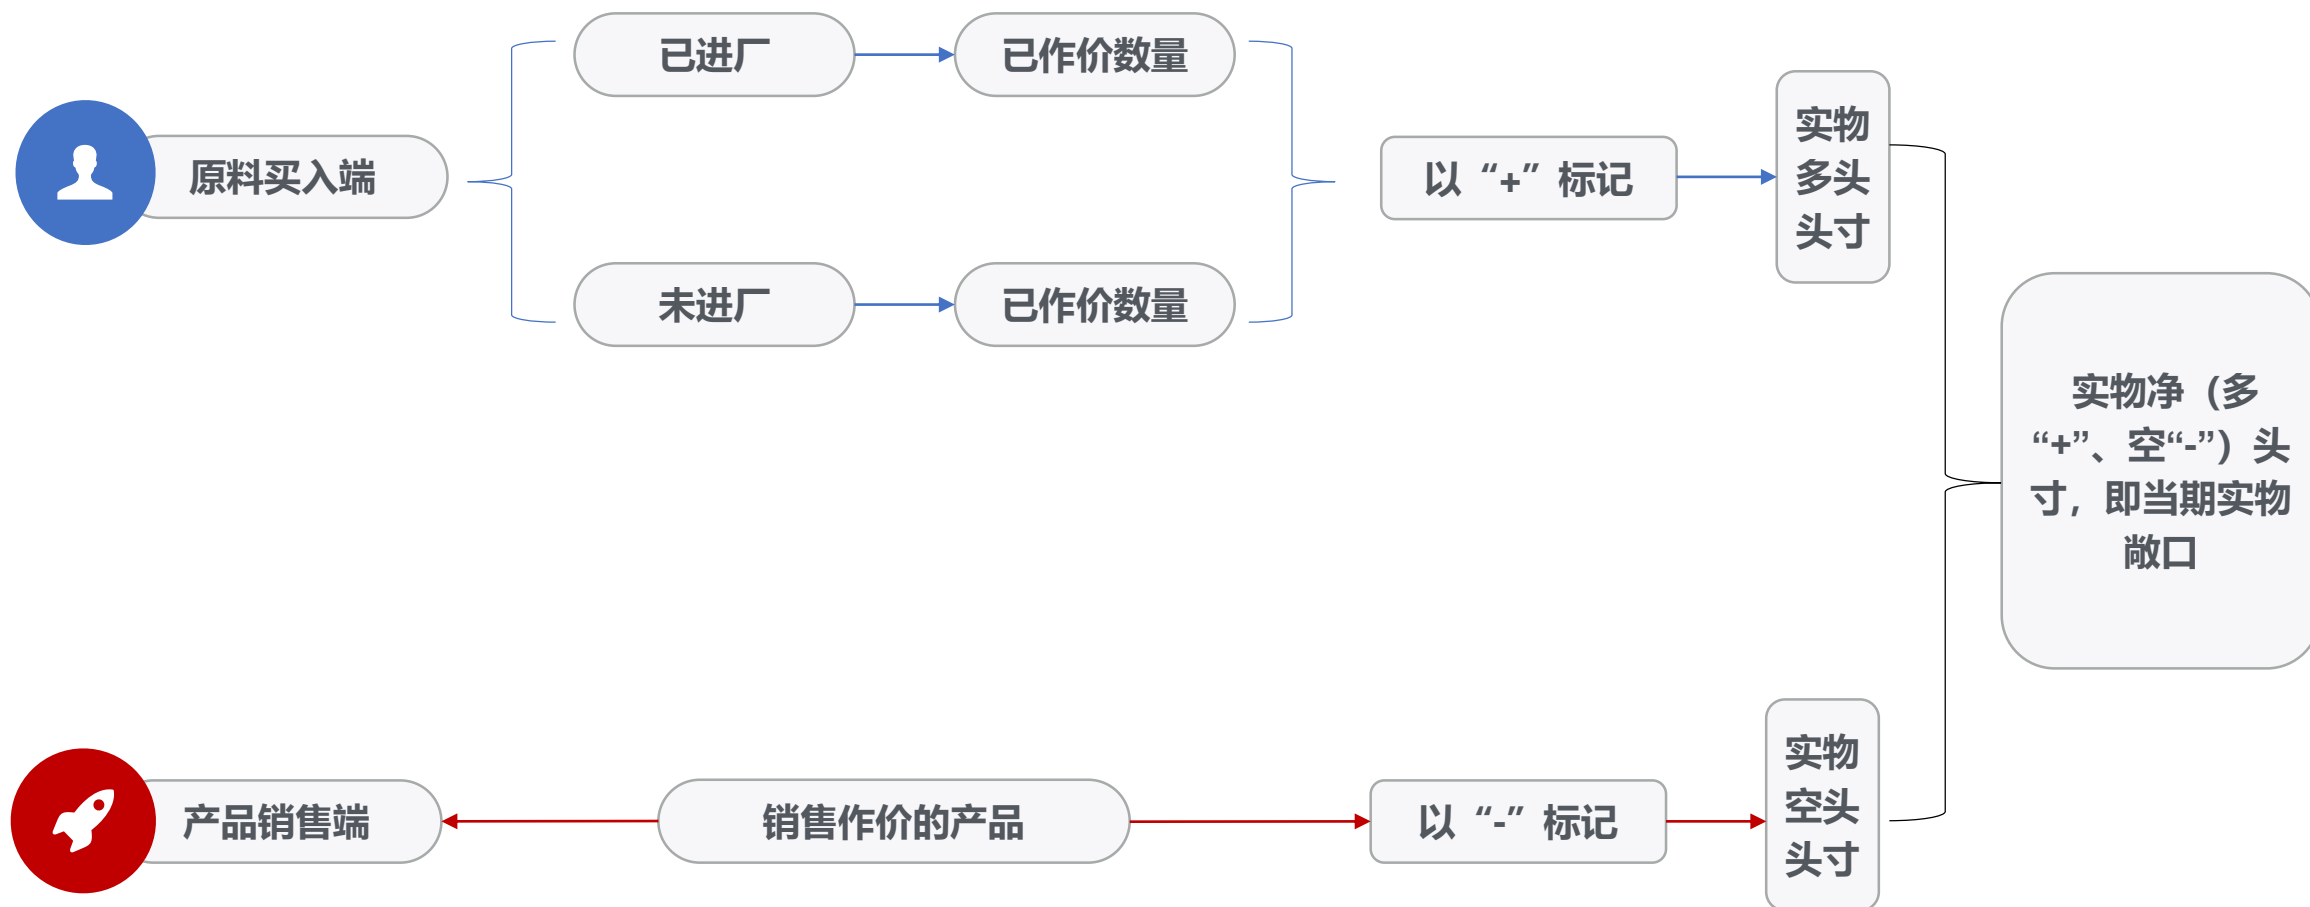 已进厂
已作价数量
原料买入端
以“+”标记
实物
多头
头寸
未进厂
已作价数量
实物净（多
“+”、空“-”）头
寸，即当期实物
敞口
产品销售端
销售作价的产品
以“-”标记
实物
空头
头寸